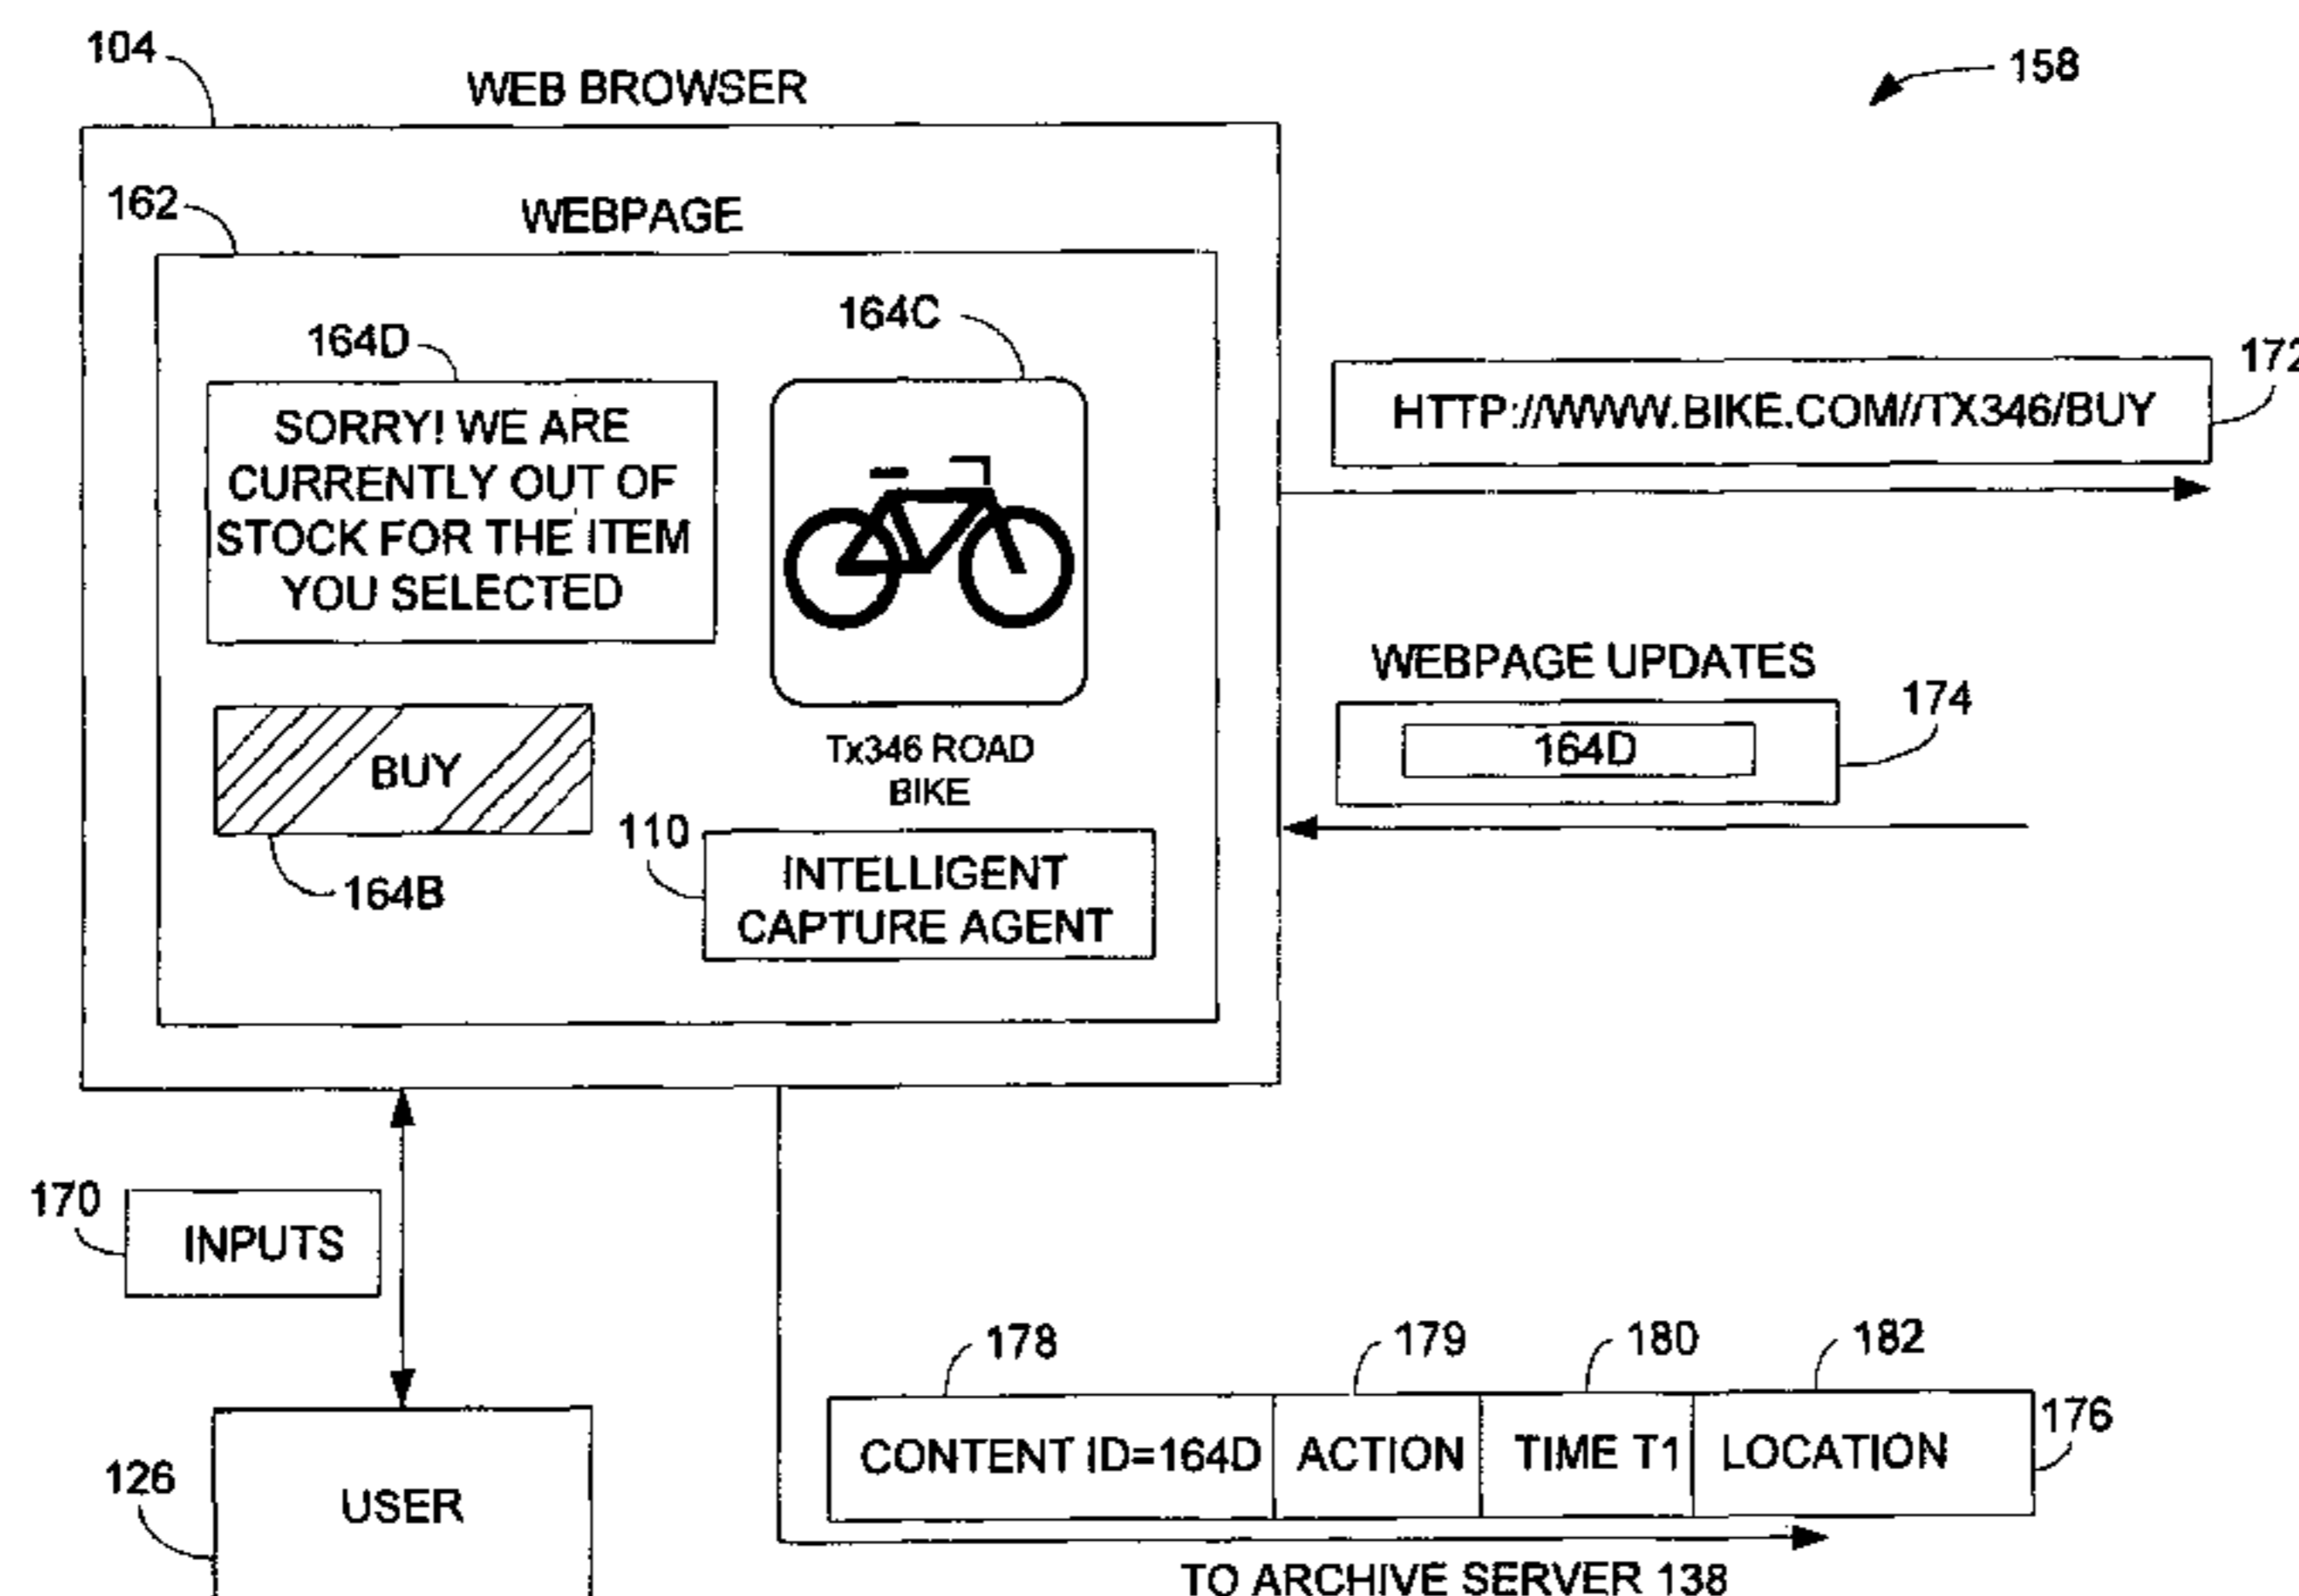 104
WEB BROWSER
158
162
WEBPAGE
164D
164C
SORRY! WE ARE
CURRENTLY OUT OF
STOCK FOR THE ITEM
YOU SELECTED
HTTP://WWW.BIKE.COM//TX346/BUY
172
WEBPAGE UPDATES
164D
174
BUY
164B
Tx346 ROAD
BIKE
110
INTELLIGENT
CAPTURE AGENT
170
INPUTS
178
179
180
182
CONTENT ID=164D
ACTION
TIME T1
LOCATION
176
126
USER
TO ARCHIVE SERVER 138